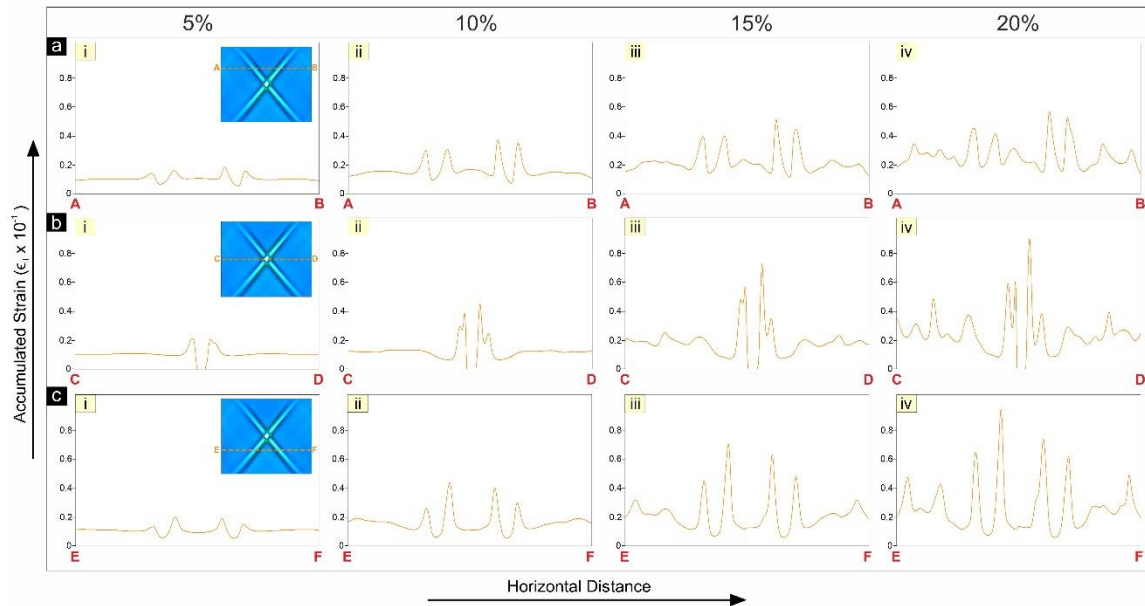 5% 10% 15% 20%
a i ii iii iv
A B
0.8 0.8 0.8 0.8
0.6 0.6 0.6 0.6
0.4 0.4 0.4 0.4
0.2 0.2 0.2 0.2
0 0 0 0
A B A B A B A B
b i ii iii iv
C D
0.8 0.8 0.8 0.8
0.6 0.6 0.6 0.6
0.4 0.4 0.4 0.4
0.2 0.2 0.2 0.2
0 0 0 0
C D C D C D C D
c i ii iii iv
E F
0.8 0.8 0.8 0.8
0.6 0.6 0.6 0.6
0.4 0.4 0.4 0.4
0.2 0.2 0.2 0.2
0 0 0 0
E F E F E F E F
Accumulated Strain (ϵᵢ x 10⁻¹)
Horizontal Distance